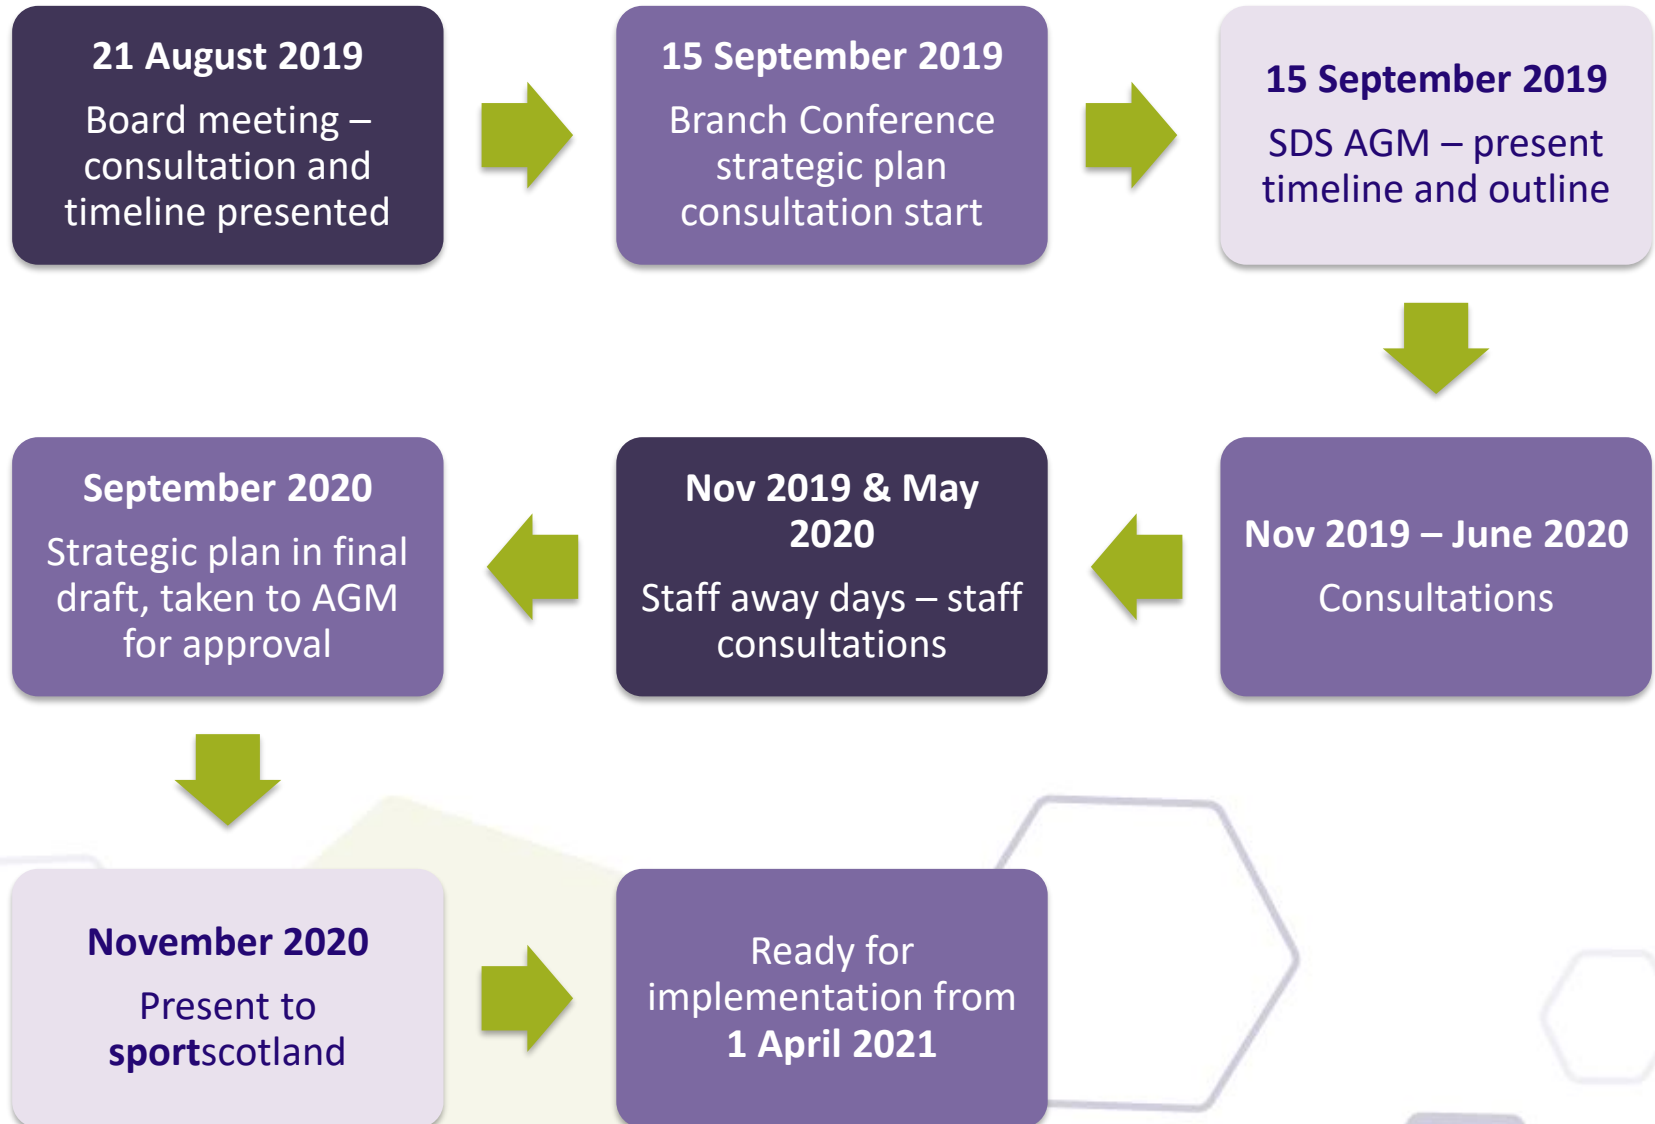 21 August 2019
Board meeting –
consultation and
timeline presented
15 September 2019
Branch Conference
strategic plan
consultation start
15 September 2019
SDS AGM – present
timeline and outline
Nov 2019 – June 2020
Consultations
Nov 2019 & May
2020
Staff away days – staff
consultations
September 2020
Strategic plan in final
draft, taken to AGM
for approval
November 2020
Present to
sportscotland
Ready for
implementation from
1 April 2021